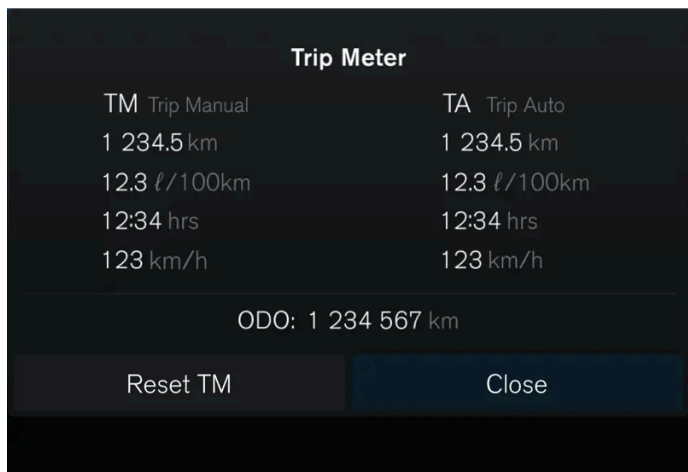 Trip Meter
TM Trip Manual
1 234.5 km
12.3 ℓ/100km
12:34 hrs
123 km/h
TA Trip Auto
1 234.5 km
12.3 ℓ/100km
12:34 hrs
123 km/h
ODO: 1 234 567 km
Reset TM
Close